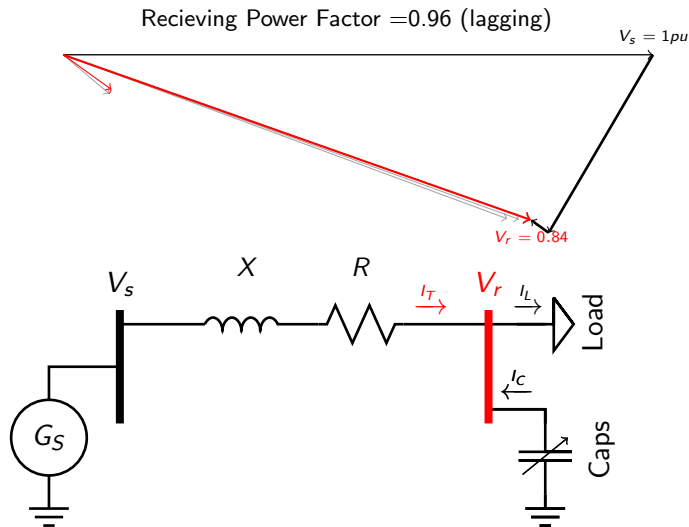 Recieving Power Factor =0.96 (lagging)
V_s = 1pu
V_r = 0.84
X
R
V_s
I_T
V_r
I_L
Load
I_C
G_S
Caps